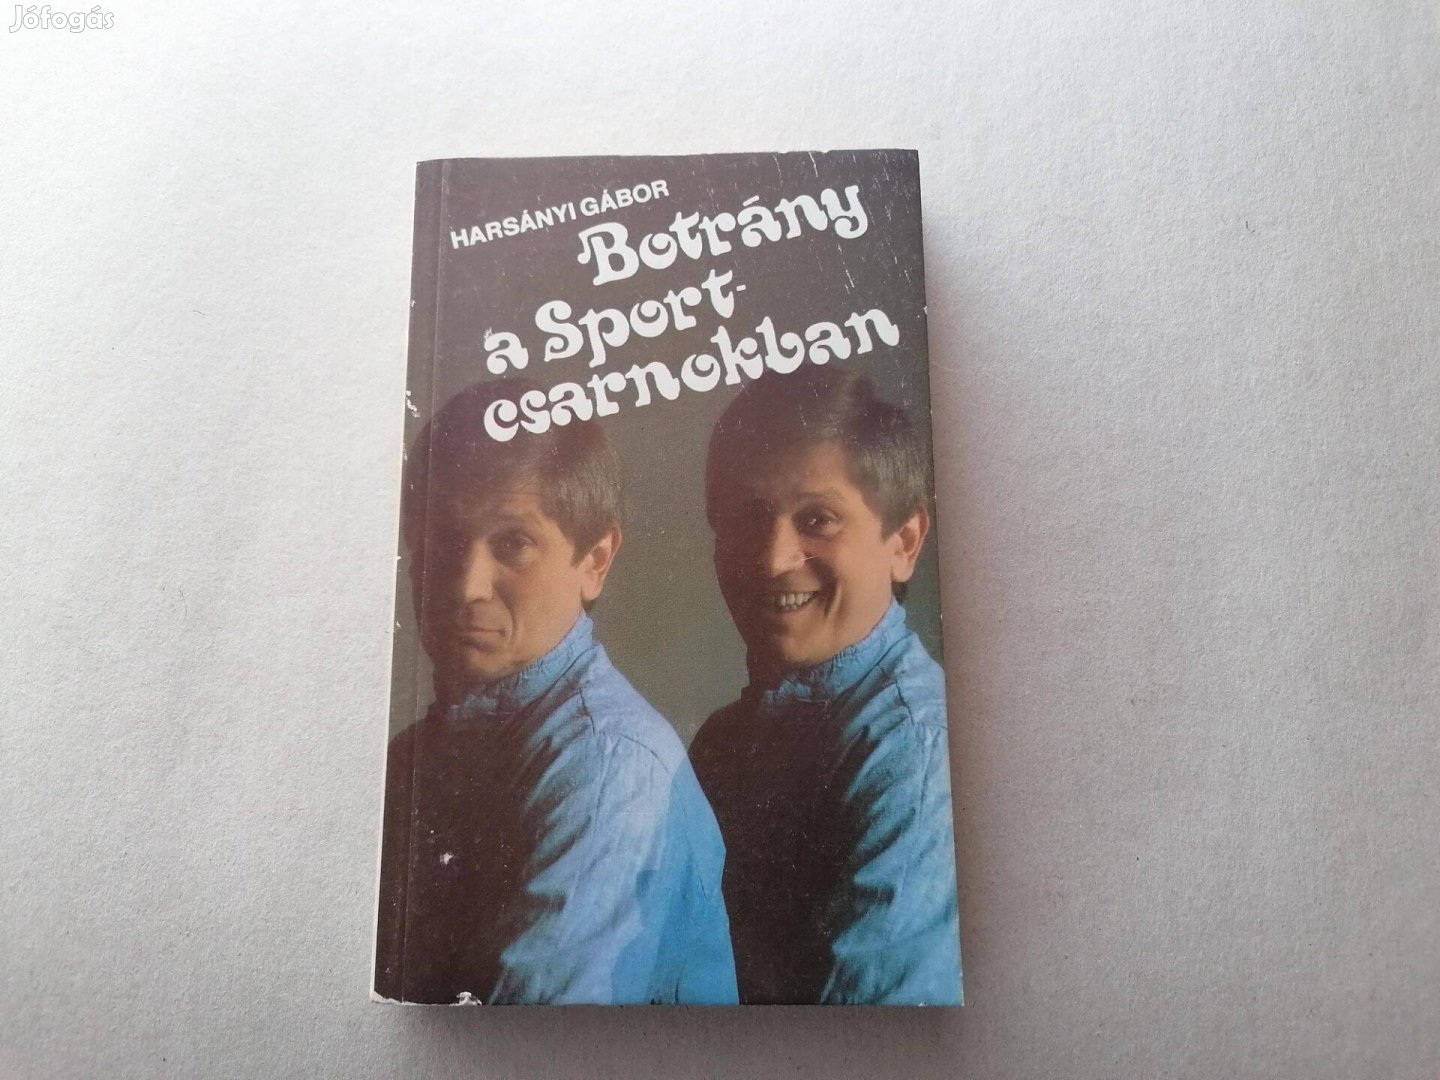 Jófogás
HARSÁNYI GÁBOR
Botrány
a Sport-
csarnokban